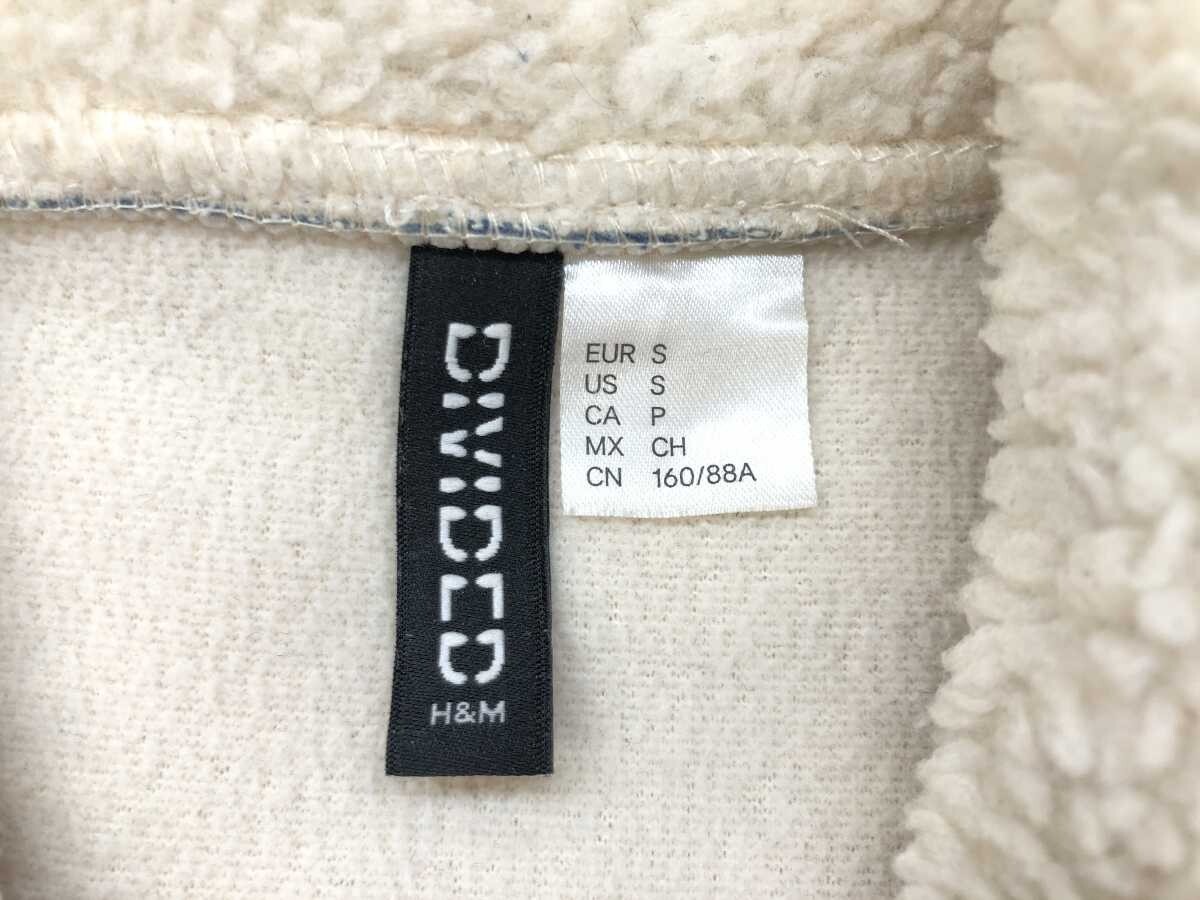 DIVIDED
H&M
EUR S
US S
CA P
MX CH
CN 160/88A